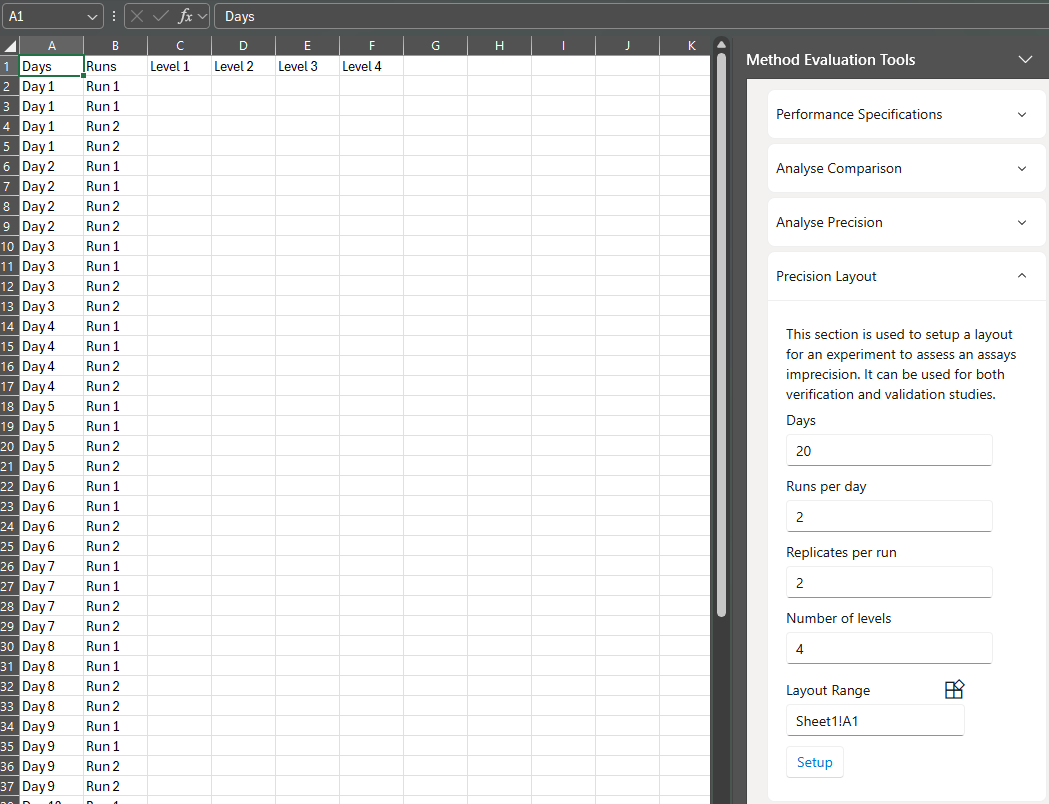 A1 fx Days
A B C D E F G H I J K
1 Days Runs Level 1 Level 2 Level 3 Level 4
2 Day 1 Run 1
3 Day 1 Run 1
4 Day 1 Run 2
5 Day 1 Run 2
6 Day 2 Run 1
7 Day 2 Run 1
8 Day 2 Run 2
9 Day 2 Run 2
10 Day 3 Run 1
11 Day 3 Run 1
12 Day 3 Run 2
13 Day 3 Run 2
14 Day 4 Run 1
15 Day 4 Run 1
16 Day 4 Run 2
17 Day 4 Run 2
18 Day 5 Run 1
19 Day 5 Run 1
20 Day 5 Run 2
21 Day 5 Run 2
22 Day 6 Run 1
23 Day 6 Run 1
24 Day 6 Run 2
25 Day 6 Run 2
26 Day 7 Run 1
27 Day 7 Run 1
28 Day 7 Run 2
29 Day 7 Run 2
30 Day 8 Run 1
31 Day 8 Run 1
32 Day 8 Run 2
33 Day 8 Run 2
34 Day 9 Run 1
35 Day 9 Run 1
36 Day 9 Run 2
37 Day 9 Run 2
Method Evaluation Tools
Performance Specifications
Analyse Comparison
Analyse Precision
Precision Layout
This section is used to setup a layout
for an experiment to assess an assays
imprecision. It can be used for both
verification and validation studies.
Days
20
Runs per day
2
Replicates per run
2
Number of levels
4
Layout Range
Sheet1!A1
Setup